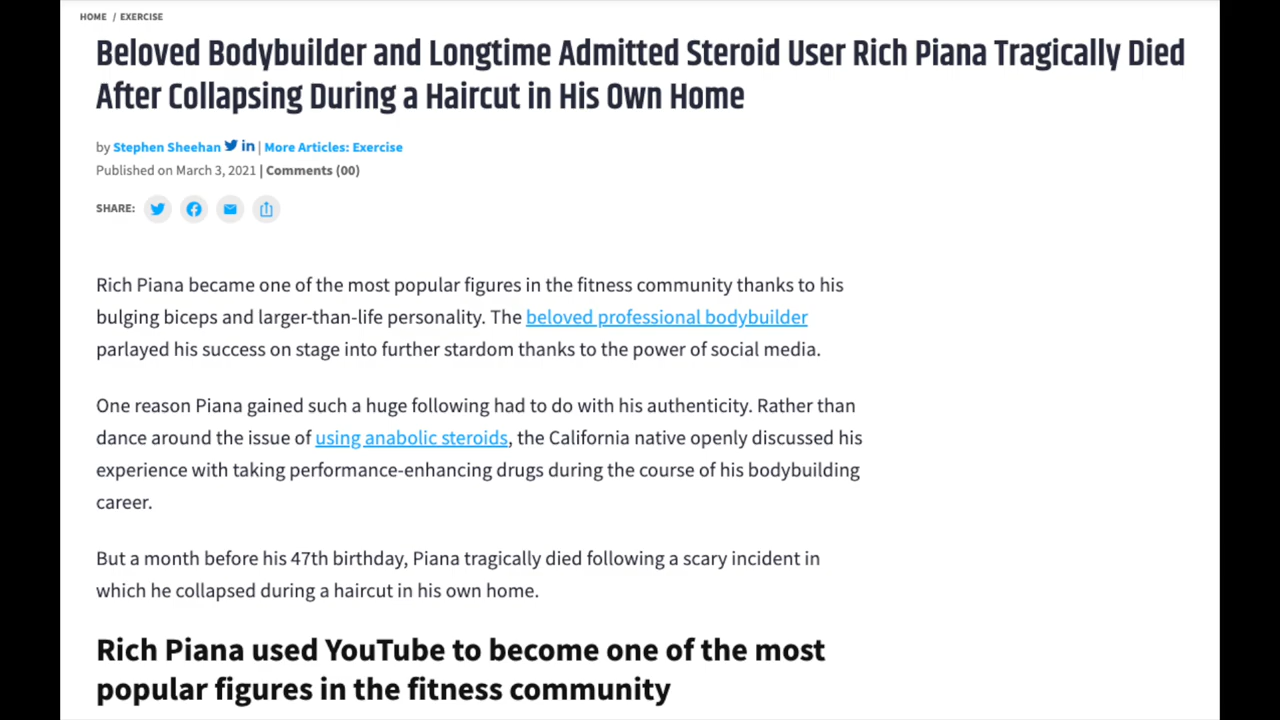 HOME / EXERCISE
Beloved Bodybuilder and Longtime Admitted Steroid User Rich Piana Tragically Died
After Collapsing During a Haircut in His Own Home
by Stephen Sheehan in | More Articles: Exercise
Published on March 3, 2021 | Comments (00)
SHARE:
Rich Piana became one of the most popular figures in the fitness community thanks to his
bulging biceps and larger-than-life personality. The beloved professional bodybuilder
parlayed his success on stage into further stardom thanks to the power of social media.
One reason Piana gained such a huge following had to do with his authenticity. Rather than
dance around the issue of using anabolic steroids, the California native openly discussed his
experience with taking performance-enhancing drugs during the course of his bodybuilding
career.
But a month before his 47th birthday, Piana tragically died following a scary incident in
which he collapsed during a haircut in his own home.
Rich Piana used YouTube to become one of the most
popular figures in the fitness community